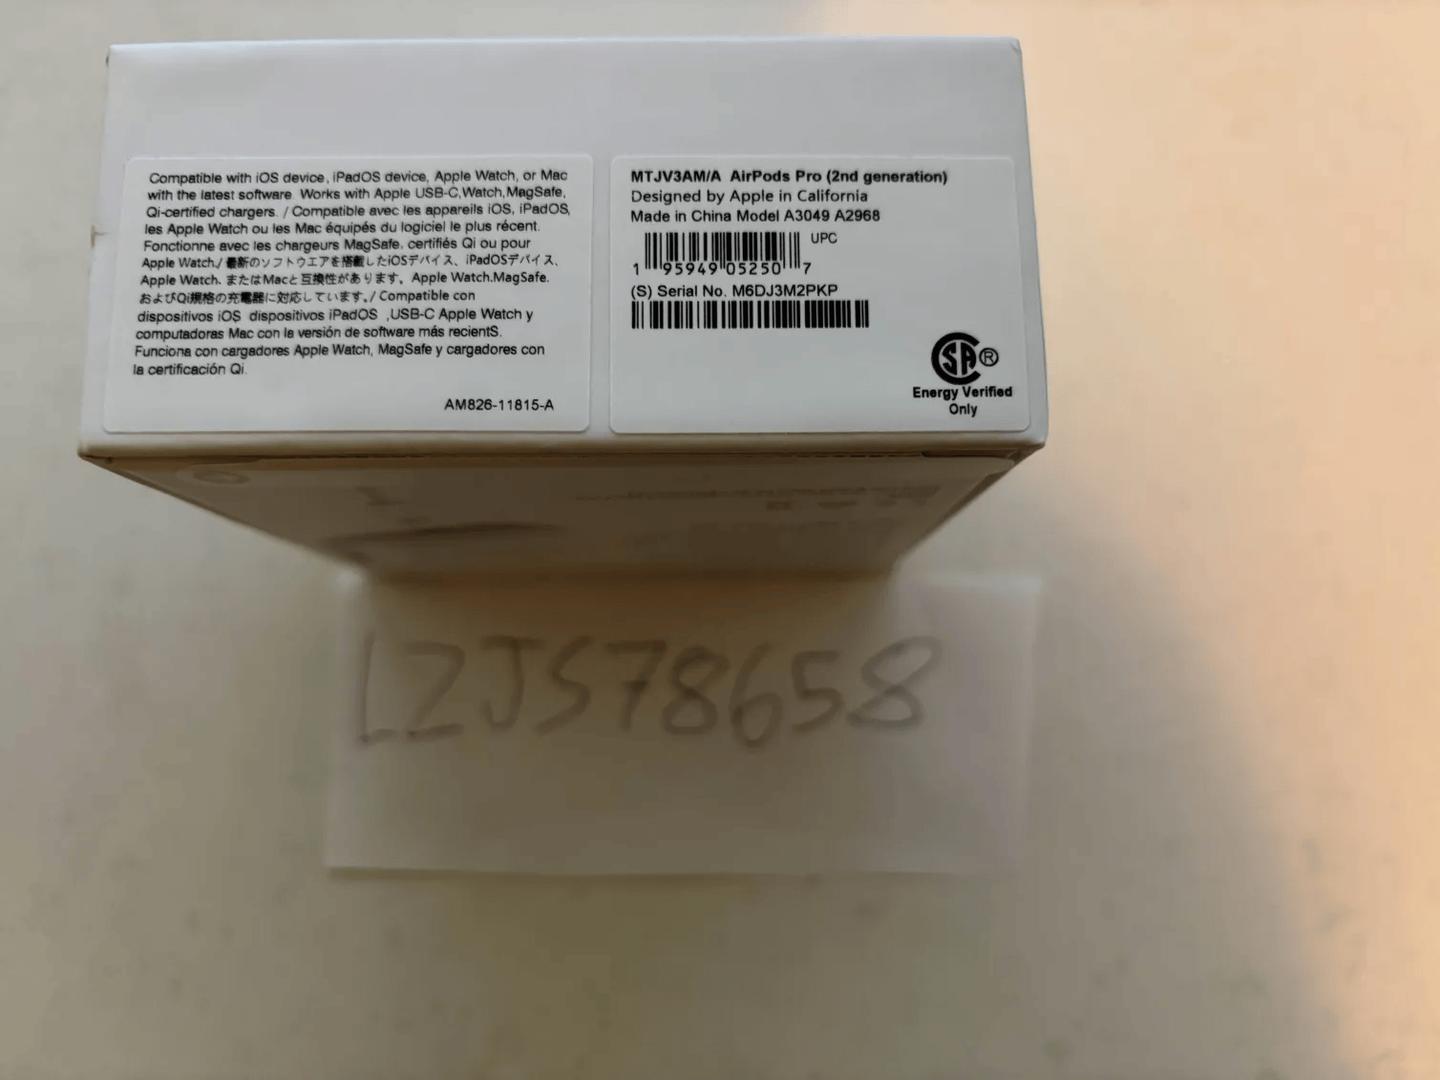 Compatible with iOS device, iPadOS device, Apple Watch, or Mac
with the latest software. Works with Apple USB-C,Watch,MagSafe,
Qi-certified chargers. / Compatible avec les appareils iOS, iPadOS,
les Apple Watch ou les Mac équipés du logiciel le plus récent.
Fonctionne avec les chargeurs MagSafe, certifiés Qi ou pour
Apple Watch./ 最新のソフトウエアを搭載したiOSデバイス、iPadOSデバイス、
Apple Watch、またはMacと互換性があります。Apple Watch.MagSafe.
およびQi規格の充電器に対応しています。/ Compatible con
dispositivos iOS dispositivos iPadOS ,USB-C Apple Watch y
computadoras Mac con la versión de software más recientS.
Funciona con cargadores Apple Watch, MagSafe y cargadores con
la certificación Qi.
AM826-11815-A
MTJV3AM/A AirPods Pro (2nd generation)
Designed by Apple in California
Made in China Model A3049 A2968
UPC
1 95949 05250 7
(S) Serial No. M6DJ3M2PKP
SA ®
Energy Verified
Only
LZJS78658